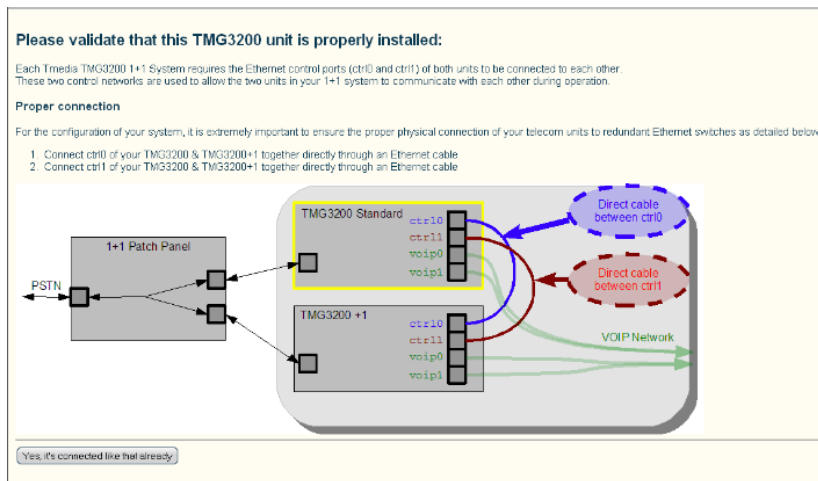 Please validate that this TMG3200 unit is properly installed:
Each Tmedia TMG3200 1+1 System requires the Ethernet control ports (ctrl0 and ctrl1) of both units to be connected to each other.
These two control networks are used to allow the two units in your 1+1 system to communicate with each other during operation.
Proper connection
For the configuration of your system, it is extremely important to ensure the proper physical connection of your telecom units to redundant Ethernet switches as detailed below
1. Connect ctrl0 of your TMG3200 & TMG3200+1 together directly through an Ethernet cable
2. Connect ctrl1 of your TMG3200 & TMG3200+1 together directly through an Ethernet cable
TMG3200 Standard
ctrl0
ctrl1
voip0
voip1
Direct cable
between ctrl0
1+1 Patch Panel
PSTN
Direct cable
between ctrl1
TMG3200 +1
ctrl0
ctrl1
voip0
voip1
VOIP Network
Yes, it's connected like that already